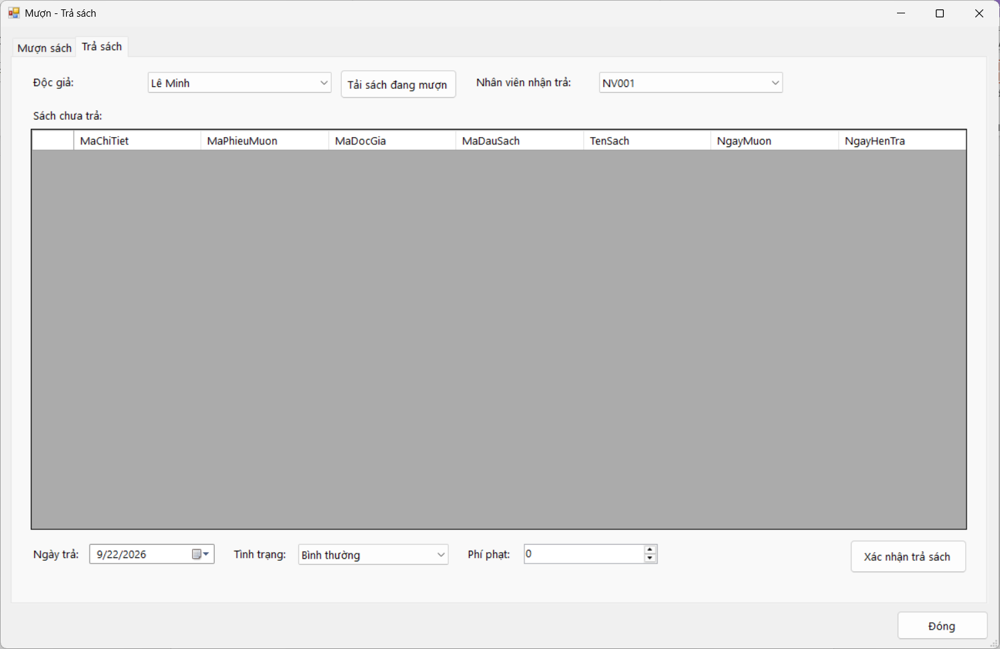 Mượn - Trả sách
Mượn sách Trả sách
Độc giả: Lê Minh Tải sách đang mượn Nhân viên nhận trả: NV001
Sách chưa trả:
MaChiTiet MaPhieuMuon MaDocGia MaDauSach TenSach NgayMuon NgayHenTra
Ngày trả: 9/22/2026 Tình trạng: Bình thường Phí phạt: 0 Xác nhận trả sách
Đóng